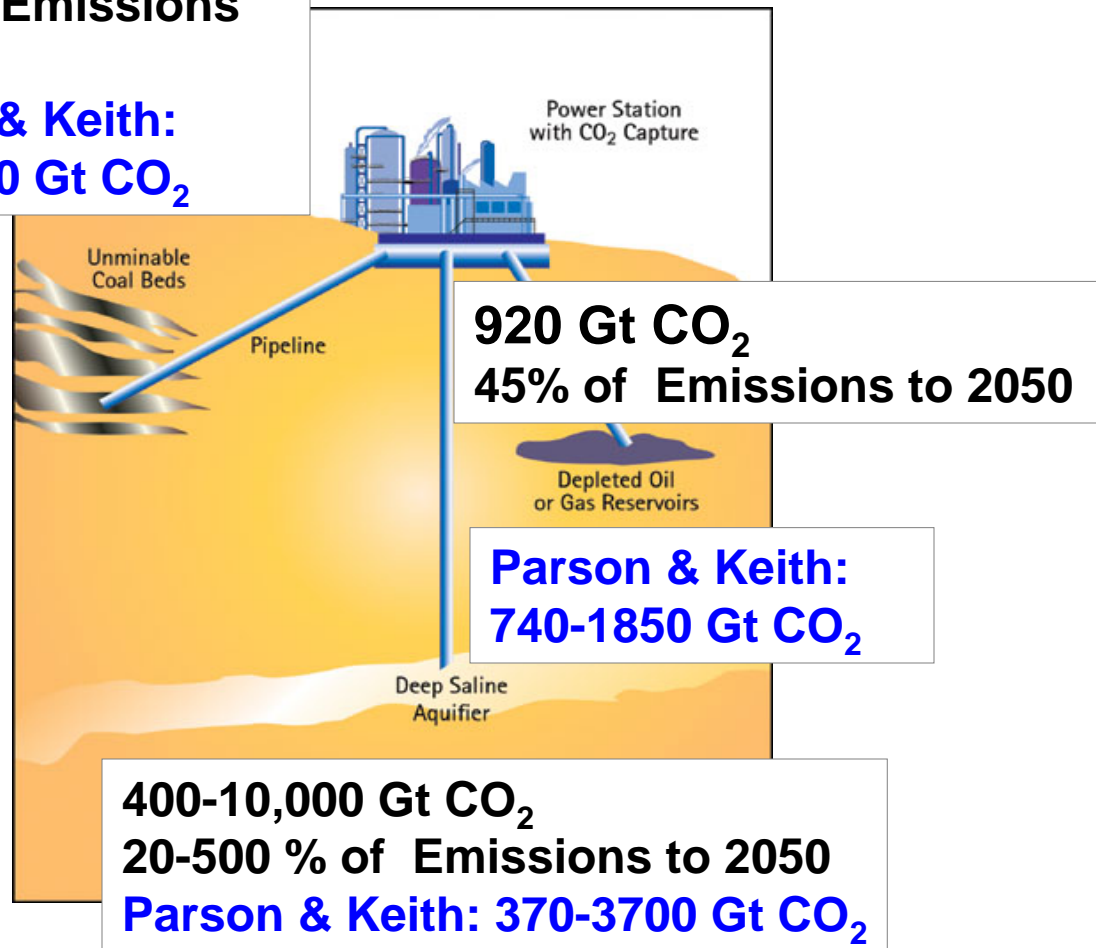 Emissions
& Keith:
0 Gt CO₂
Power Station
with CO₂ Capture
Unminable
Coal Beds
Pipeline
920 Gt CO₂
45% of Emissions to 2050
Depleted Oil
or Gas Reservoirs
Parson & Keith:
740-1850 Gt CO₂
Deep Saline
Aquifier
400-10,000 Gt CO₂
20-500 % of Emissions to 2050
Parson & Keith: 370-3700 Gt CO₂